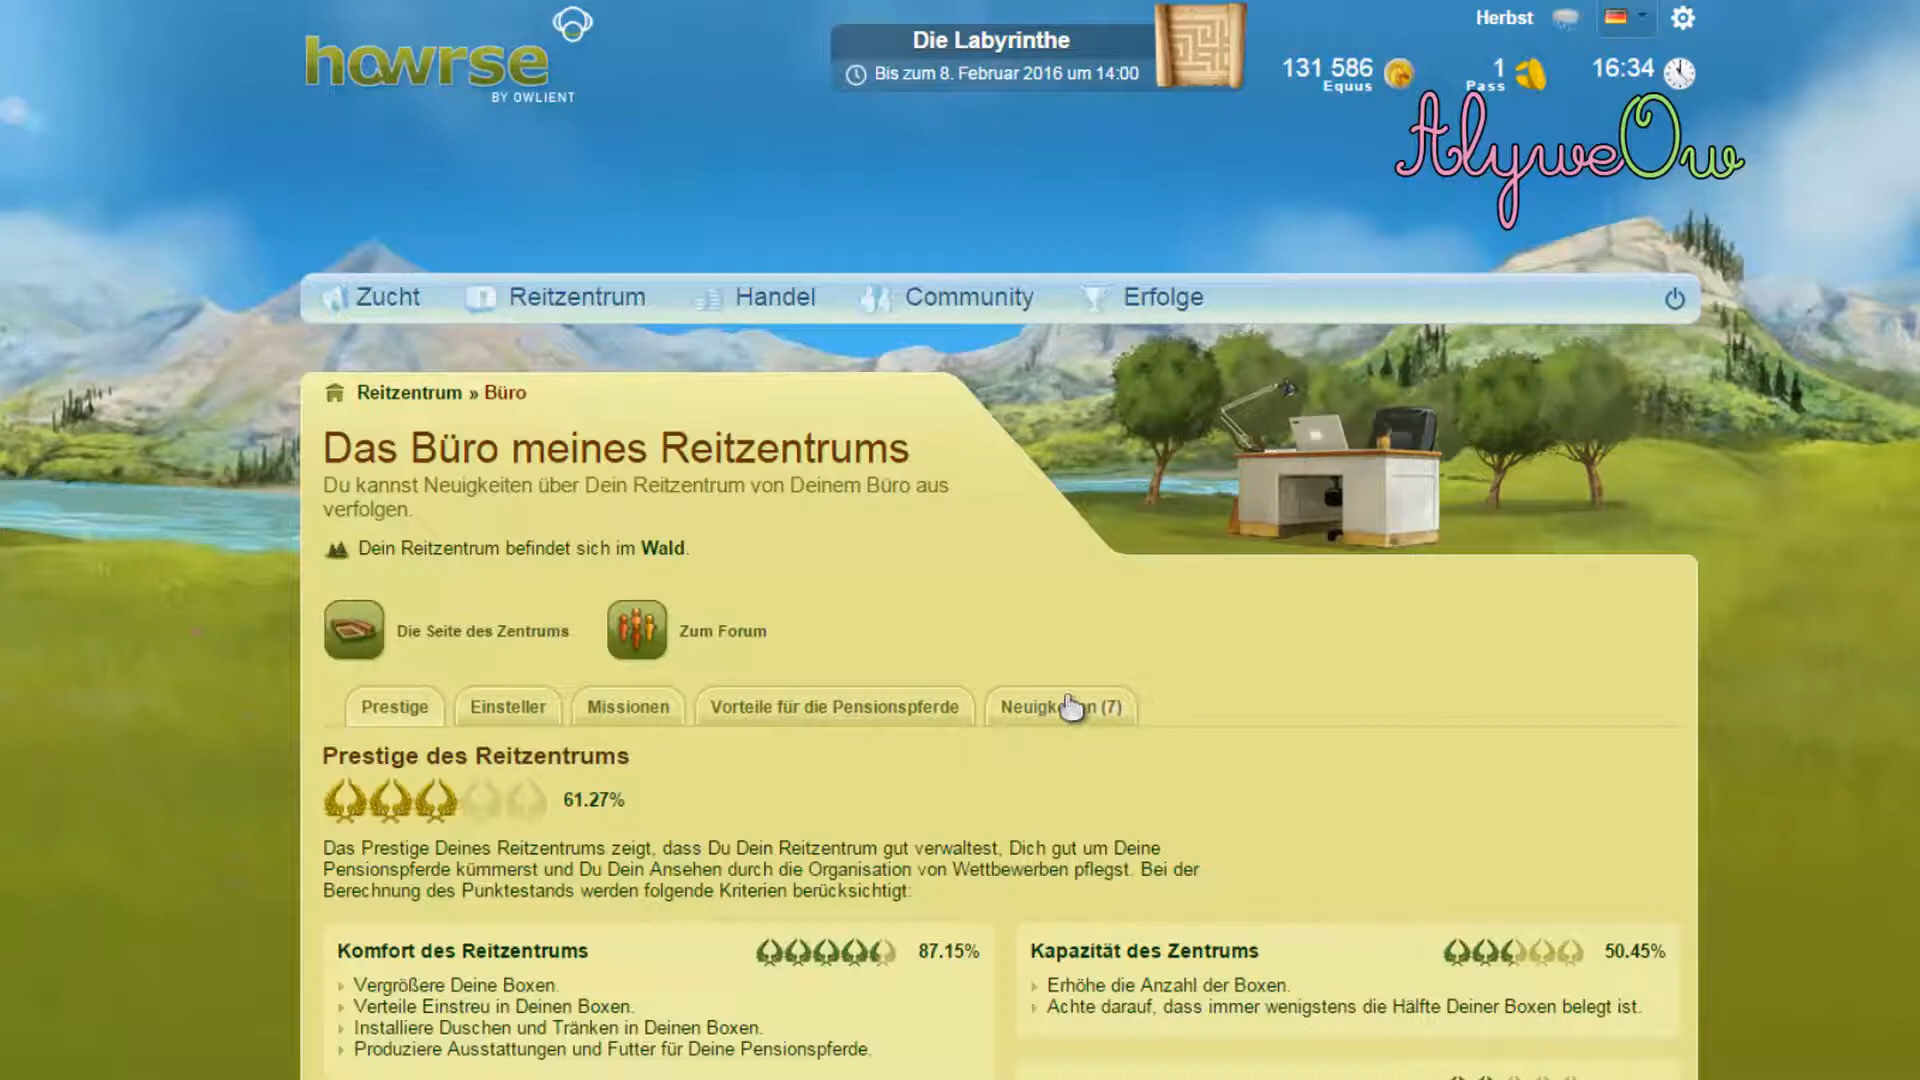 howrse
BY OWLIENT
Die Labyrinthe
Bis zum 8. Februar 2016 um 14:00
Herbst
131 586
Equus
1
Pass
16:34
AlyweOw
Zucht
Reitzentrum
Handel
Community
Erfolge
Reitzentrum » Büro
Das Büro meines Reitzentrums
Du kannst Neuigkeiten über Dein Reitzentrum von Deinem Büro aus
verfolgen.
Dein Reitzentrum befindet sich im Wald.
Die Seite des Zentrums
Zum Forum
Prestige
Einsteller
Missionen
Vorteile für die Pensionspferde
(7)
Prestige des Reitzentrums
61.27%
Das Prestige Deines Reitzentrums zeigt, dass Du Dein Reitzentrum gut verwaltest, Dich gut um Deine
Pensionspferde kümmerst und Du Dein Ansehen durch die Organisation von Wettbewerben pflegst. Bei der
Berechnung des Punktestands werden folgende Kriterien berücksichtigt:
Komfort des Reitzentrums
87.15%
Vergrößere Deine Boxen.
Verteile Einstreu in Deinen Boxen.
Installiere Duschen und Tränken in Deinen Boxen.
Produziere Ausstattungen und Futter für Deine Pensionspferde.
Kapazität des Zentrums
50.45%
Erhöhe die Anzahl der Boxen.
Achte darauf, dass immer wenigstens die Hälfte Deiner Boxen belegt ist.